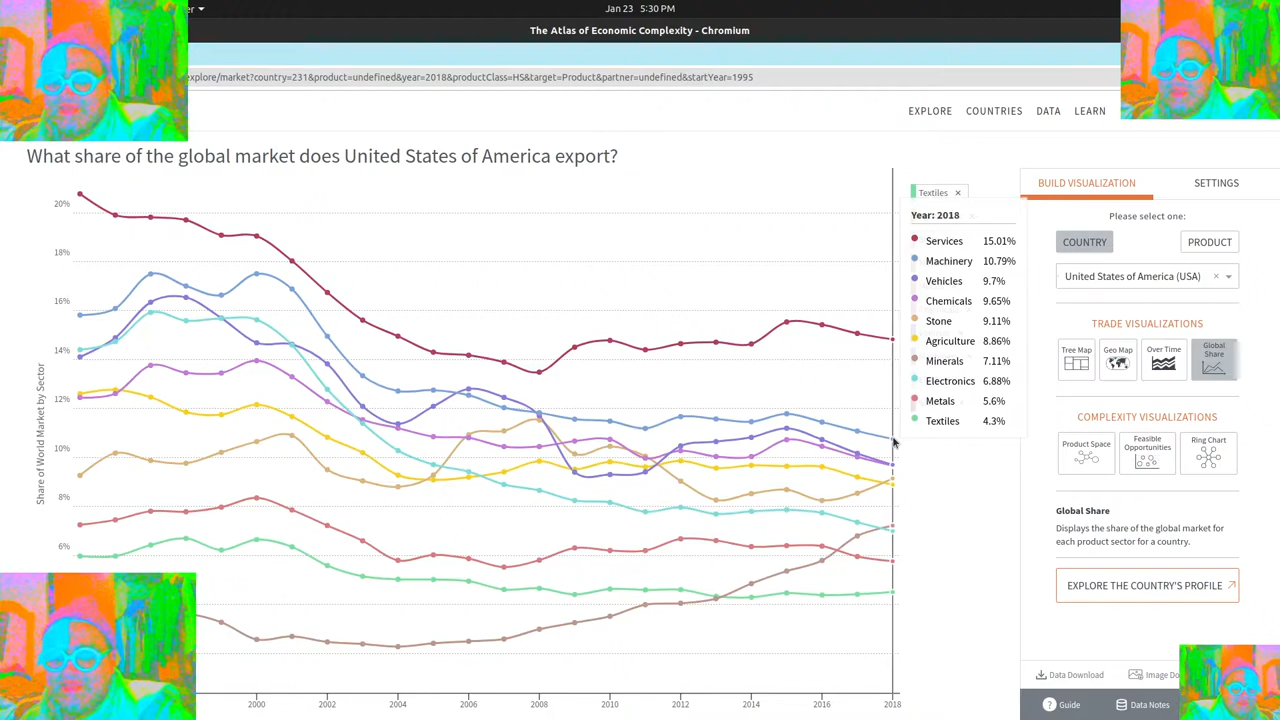 er
Jan 23 5:30 PM
The Atlas of Economic Complexity - Chromium
explore/market?country=231&product=undefined&year=2018&productClass=HS&target=Product&partner=undefined&startYear=1995
EXPLORE COUNTRIES DATA LEARN
What share of the global market does United States of America export?
BUILD VISUALIZATION
SETTINGS
Please select one:
COUNTRY
PRODUCT
United States of America (USA)
TRADE VISUALIZATIONS
Tree Map
Geo Map
Over Time
Global Share
COMPLEXITY VISUALIZATIONS
Product Space
Feasible Opportunities
Ring Chart
Global Share
Displays the share of the global market for
each product sector for a country.
EXPLORE THE COUNTRY'S PROFILE
Data Download
Image Do
Guide
Data Notes
Textiles
Year: 2018
Services 15.01%
Machinery 10.79%
Vehicles 9.7%
Chemicals 9.65%
Stone 9.11%
Agriculture 8.86%
Minerals 7.11%
Electronics 6.88%
Metals 5.6%
Textiles 4.3%
Share of World Market by Sector
20%
18%
16%
14%
12%
10%
8%
6%
2000 2002 2004 2006 2008 2010 2012 2014 2016 2018